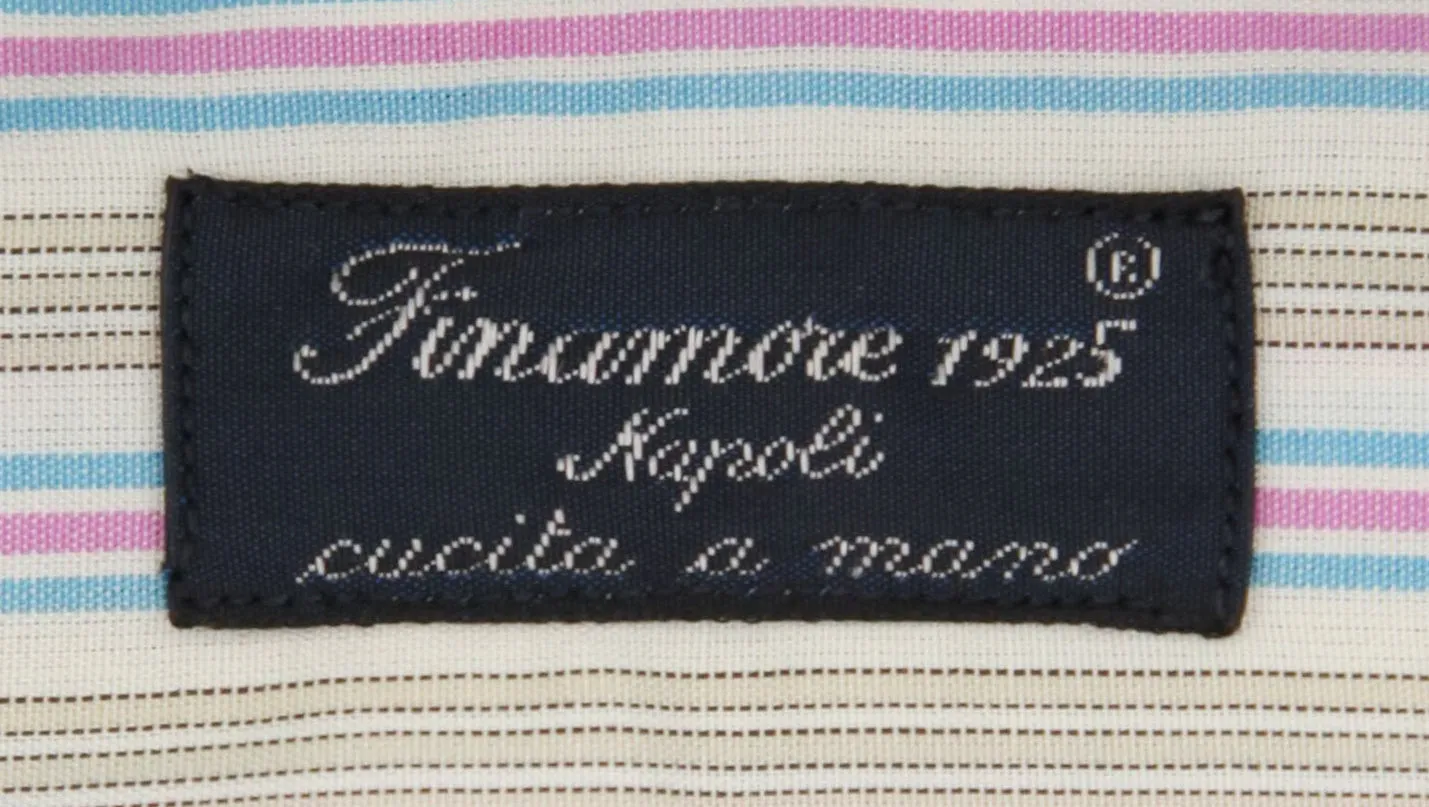 Finamore 1925 ®
Napoli
cucita a mano